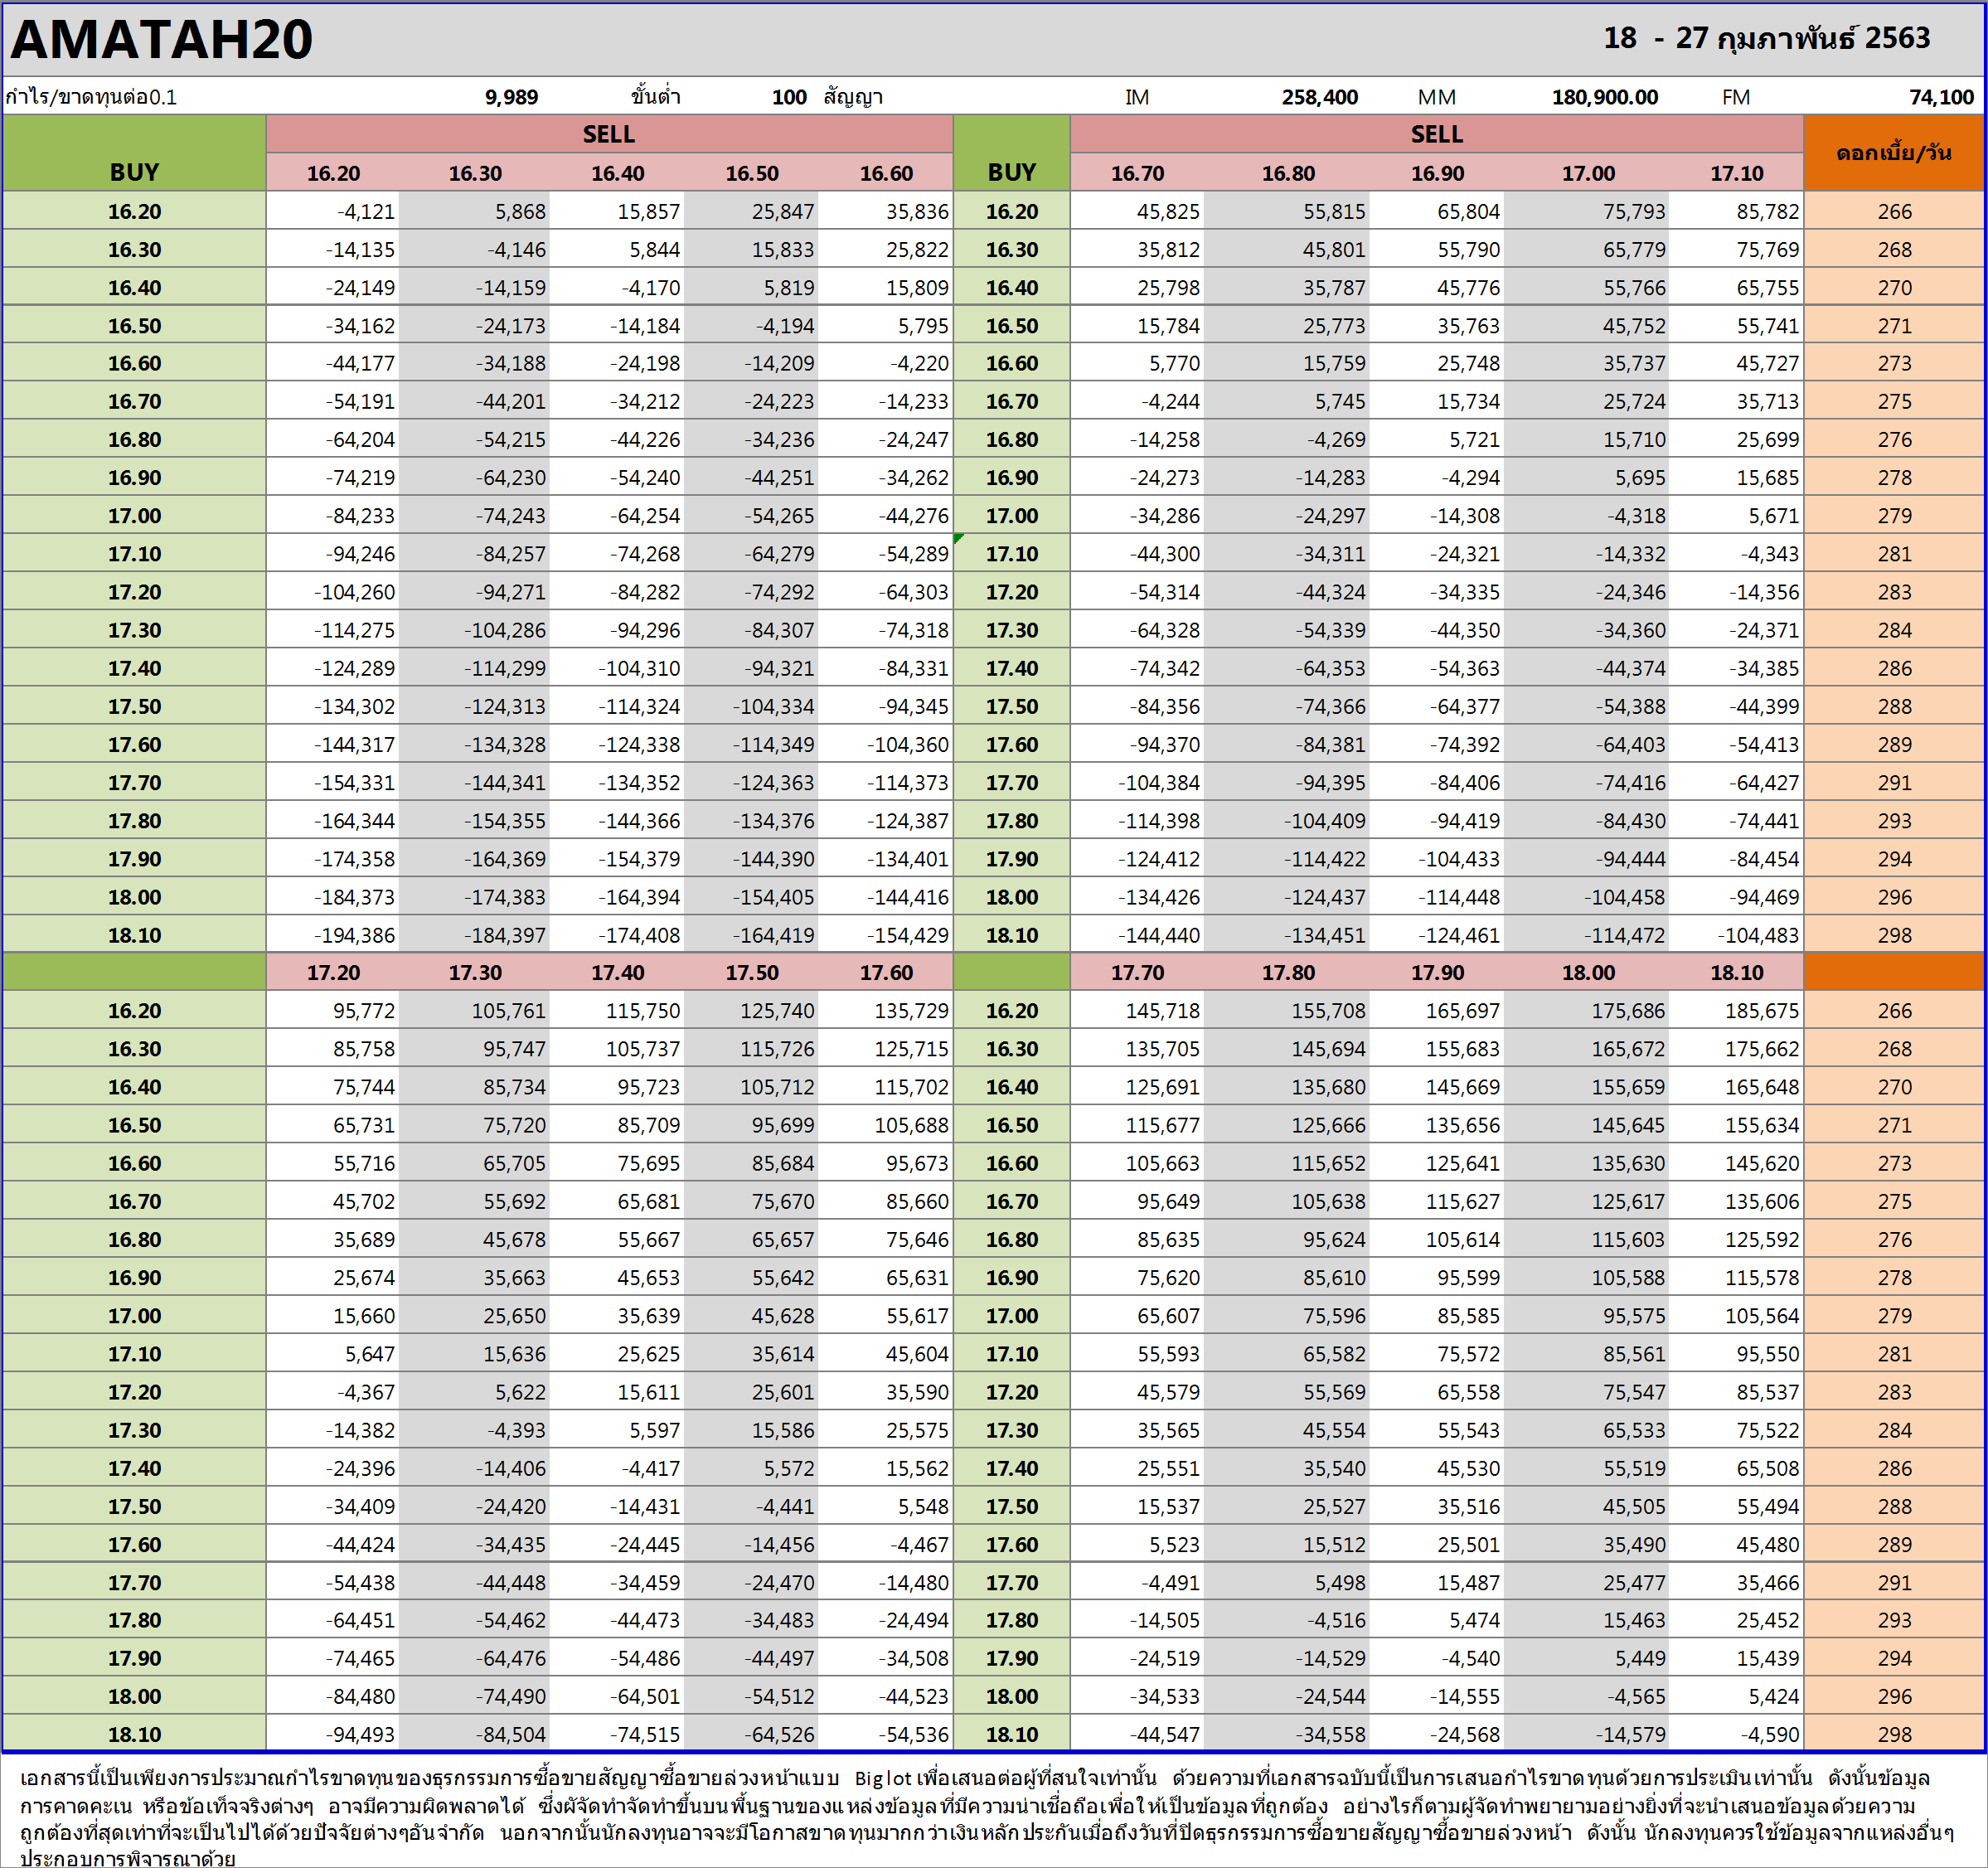 AMATAH20 18 - 27 กุมภาพันธ์ 2563
กำไร/ขาดทุนต่อ0.1 9,989 ขั้นต่ำ 100 สัญญา IM 258,400 MM 180,900.00 FM 74,100
SELL SELL ดอกเบี้ย/วัน
BUY 16.20 16.30 16.40 16.50 16.60 BUY 16.70 16.80 16.90 17.00 17.10
16.20 -4,121 5,868 15,857 25,847 35,836 16.20 45,825 55,815 65,804 75,793 85,782 266
16.30 -14,135 -4,146 5,844 15,833 25,822 16.30 35,812 45,801 55,790 65,779 75,769 268
16.40 -24,149 -14,159 -4,170 5,819 15,809 16.40 25,798 35,787 45,776 55,766 65,755 270
16.50 -34,162 -24,173 -14,184 -4,194 5,795 16.50 15,784 25,773 35,763 45,752 55,741 271
16.60 -44,177 -34,188 -24,198 -14,209 -4,220 16.60 5,770 15,759 25,748 35,737 45,727 273
16.70 -54,191 -44,201 -34,212 -24,223 -14,233 16.70 -4,244 5,745 15,734 25,724 35,713 275
16.80 -64,204 -54,215 -44,226 -34,236 -24,247 16.80 -14,258 -4,269 5,721 15,710 25,699 276
16.90 -74,219 -64,230 -54,240 -44,251 -34,262 16.90 -24,273 -14,283 -4,294 5,695 15,685 278
17.00 -84,233 -74,243 -64,254 -54,265 -44,276 17.00 -34,286 -24,297 -14,308 -4,318 5,671 279
17.10 -94,246 -84,257 -74,268 -64,279 -54,289 17.10 -44,300 -34,311 -24,321 -14,332 -4,343 281
17.20 -104,260 -94,271 -84,282 -74,292 -64,303 17.20 -54,314 -44,324 -34,335 -24,346 -14,356 283
17.30 -114,275 -104,286 -94,296 -84,307 -74,318 17.30 -64,328 -54,339 -44,350 -34,360 -24,371 284
17.40 -124,289 -114,299 -104,310 -94,321 -84,331 17.40 -74,342 -64,353 -54,363 -44,374 -34,385 286
17.50 -134,302 -124,313 -114,324 -104,334 -94,345 17.50 -84,356 -74,366 -64,377 -54,388 -44,399 288
17.60 -144,317 -134,328 -124,338 -114,349 -104,360 17.60 -94,370 -84,381 -74,392 -64,403 -54,413 289
17.70 -154,331 -144,341 -134,352 -124,363 -114,373 17.70 -104,384 -94,395 -84,406 -74,416 -64,427 291
17.80 -164,344 -154,355 -144,366 -134,376 -124,387 17.80 -114,398 -104,409 -94,419 -84,430 -74,441 293
17.90 -174,358 -164,369 -154,379 -144,390 -134,401 17.90 -124,412 -114,422 -104,433 -94,444 -84,454 294
18.00 -184,373 -174,383 -164,394 -154,405 -144,416 18.00 -134,426 -124,437 -114,448 -104,458 -94,469 296
18.10 -194,386 -184,397 -174,408 -164,419 -154,429 18.10 -144,440 -134,451 -124,461 -114,472 -104,483 298
17.20 17.30 17.40 17.50 17.60 17.70 17.80 17.90 18.00 18.10
16.20 95,772 105,761 115,750 125,740 135,729 16.20 145,718 155,708 165,697 175,686 185,675 266
16.30 85,758 95,747 105,737 115,726 125,715 16.30 135,705 145,694 155,683 165,672 175,662 268
16.40 75,744 85,734 95,723 105,712 115,702 16.40 125,691 135,680 145,669 155,659 165,648 270
16.50 65,731 75,720 85,709 95,699 105,688 16.50 115,677 125,666 135,656 145,645 155,634 271
16.60 55,716 65,705 75,695 85,684 95,673 16.60 105,663 115,652 125,641 135,630 145,620 273
16.70 45,702 55,692 65,681 75,670 85,660 16.70 95,649 105,638 115,627 125,617 135,606 275
16.80 35,689 45,678 55,667 65,657 75,646 16.80 85,635 95,624 105,614 115,603 125,592 276
16.90 25,674 35,663 45,653 55,642 65,631 16.90 75,620 85,610 95,599 105,588 115,578 278
17.00 15,660 25,650 35,639 45,628 55,617 17.00 65,607 75,596 85,585 95,575 105,564 279
17.10 5,647 15,636 25,625 35,614 45,604 17.10 55,593 65,582 75,572 85,561 95,550 281
17.20 -4,367 5,622 15,611 25,601 35,590 17.20 45,579 55,569 65,558 75,547 85,537 283
17.30 -14,382 -4,393 5,597 15,586 25,575 17.30 35,565 45,554 55,543 65,533 75,522 284
17.40 -24,396 -14,406 -4,417 5,572 15,562 17.40 25,551 35,540 45,530 55,519 65,508 286
17.50 -34,409 -24,420 -14,431 -4,441 5,548 17.50 15,537 25,527 35,516 45,505 55,494 288
17.60 -44,424 -34,435 -24,445 -14,456 -4,467 17.60 5,523 15,512 25,501 35,490 45,480 289
17.70 -54,438 -44,448 -34,459 -24,470 -14,480 17.70 -4,491 5,498 15,487 25,477 35,466 291
17.80 -64,451 -54,462 -44,473 -34,483 -24,494 17.80 -14,505 -4,516 5,474 15,463 25,452 293
17.90 -74,465 -64,476 -54,486 -44,497 -34,508 17.90 -24,519 -14,529 -4,540 5,449 15,439 294
18.00 -84,480 -74,490 -64,501 -54,512 -44,523 18.00 -34,533 -24,544 -14,555 -4,565 5,424 296
18.10 -94,493 -84,504 -74,515 -64,526 -54,536 18.10 -44,547 -34,558 -24,568 -14,579 -4,590 298
เอกสารนี้เป็นเพียงการประมาณกำไรขาดทุนของธุรกรรมการซื้อขายสัญญาซื้อขายล่วงหน้าแบบ Big lot เพื่อเสนอต่อผู้ที่สนใจเท่านั้น ด้วยความที่เอกสารฉบับนี้เป็นการเสนอกำไรขาดทุนด้วยการประเมินเท่านั้น ดังนั้นข้อมูล
การคาดคะเน หรือข้อเท็จจริงต่างๆ อาจมีความผิดพลาดได้ ซึ่งผัจัดทำจัดทำขึ้นบนพื้นฐานของแหล่งข้อมูลที่มีความน่าเชื่อถือเพื่อให้เป็นข้อมูลที่ถูกต้อง อย่างไรก็ตามผู้จัดทำพยายามอย่างยิ่งที่จะนำเสนอข้อมูลด้วยความ
ถูกต้องที่สุดเท่าที่จะเป็นไปได้ด้วยปัจจัยต่างๆอันจำกัด นอกจากนั้นนักลงทุนอาจจะมีโอกาสขาดทุนมากกว่าเงินหลักประกันเมื่อถึงวันที่ปิดธุรกรรมการซื้อขายสัญญาซื้อขายล่วงหน้า ดังนั้น นักลงทุนควรใช้ข้อมูลจากแหล่งอื่นๆ
ประกอบการพิจารณาด้วย